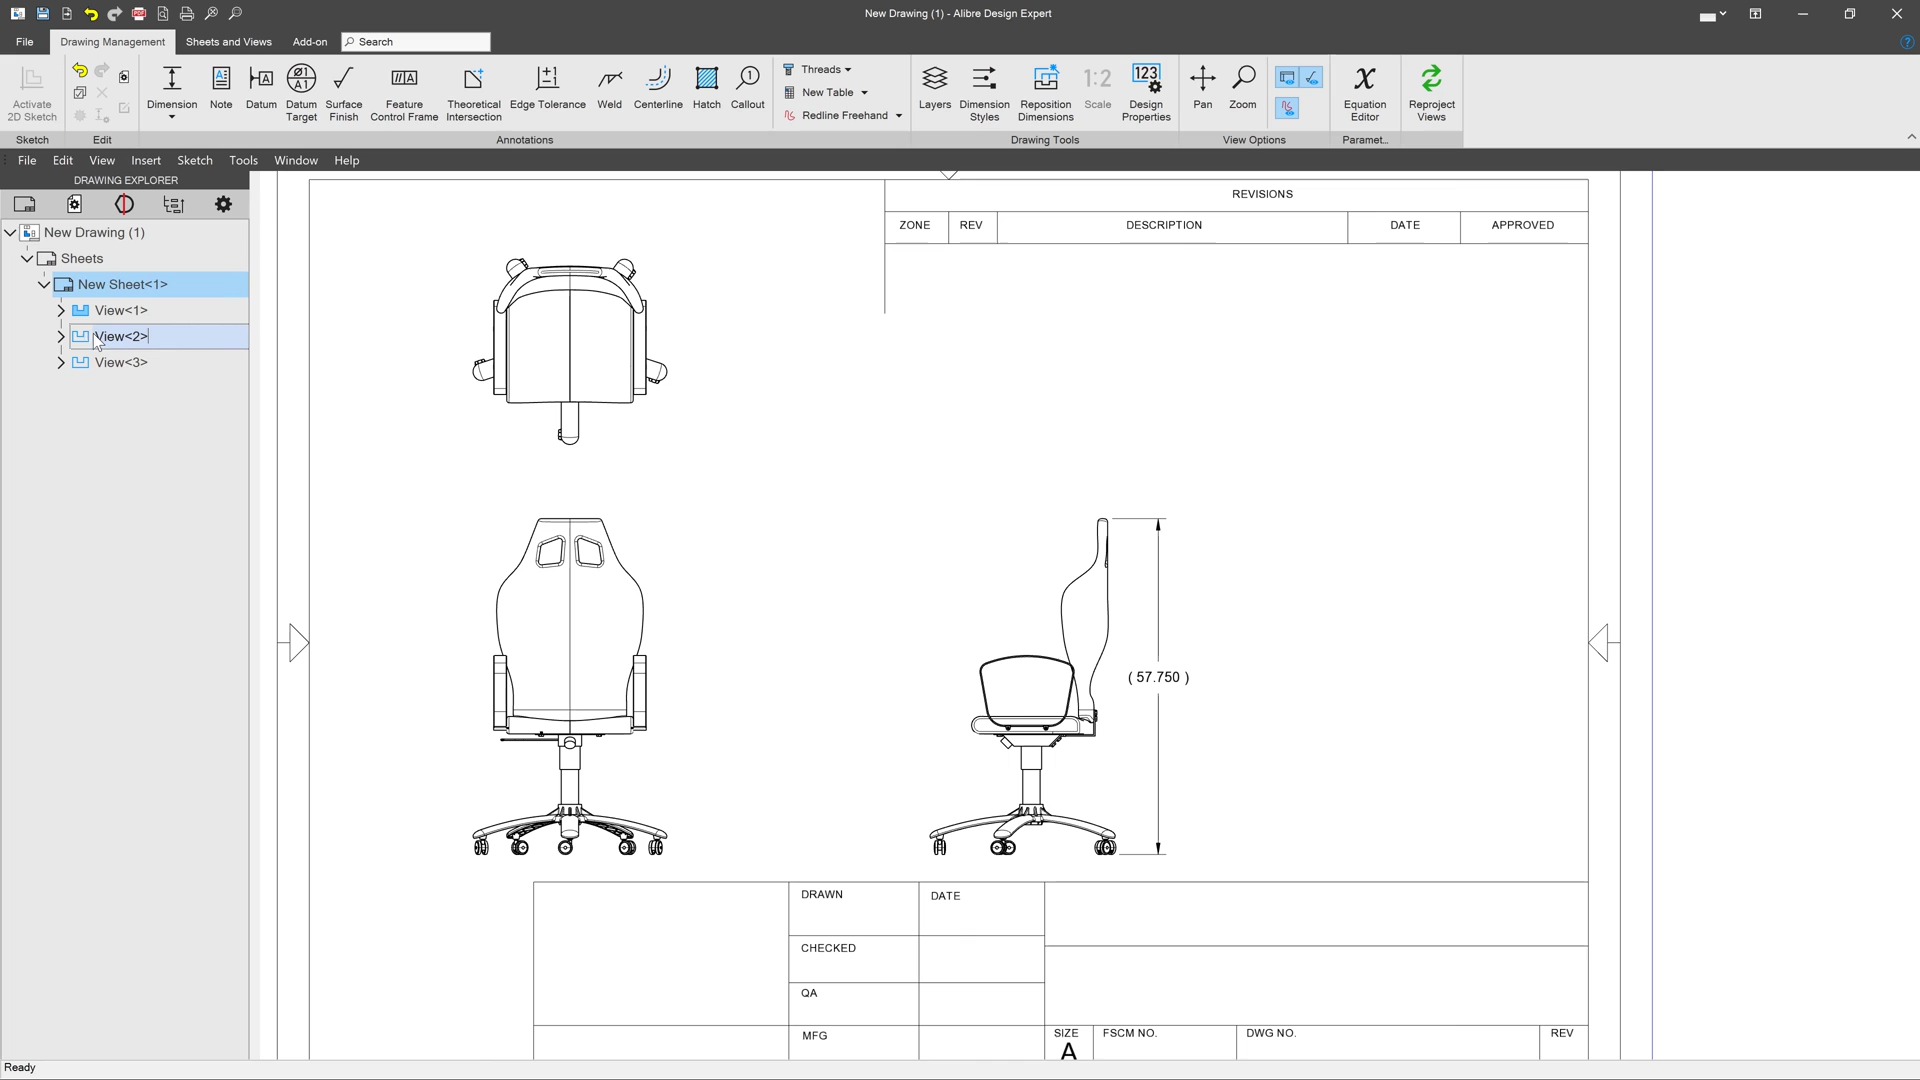 New Drawing (1) - Alibre Design Expert
File Drawing Management Sheets and Views Add-on Search
Activate 2D Sketch
Dimension
Note
Datum
Datum Target
Surface Finish
Feature Control Frame
Theoretical Intersection
Edge Tolerance
Weld
Centerline
Hatch
Callout
Threads
New Table
Redline Freehand
Layers
Dimension Styles
Reposition Dimensions
1:2
Scale
123
Design Properties
Pan
Zoom
Equation Editor
Reproject Views
Sketch Edit Annotations Drawing Tools View Options Paramet...
File Edit View Insert Sketch Tools Window Help
DRAWING EXPLORER
New Drawing (1)
Sheets
New Sheet<1>
View<1>
View<2>
View<3>
REVISIONS
ZONE REV DESCRIPTION DATE APPROVED
( 57.750 )
DRAWN DATE
CHECKED
QA
MFG
SIZE FSCM NO. DWG NO. REV
A
Ready